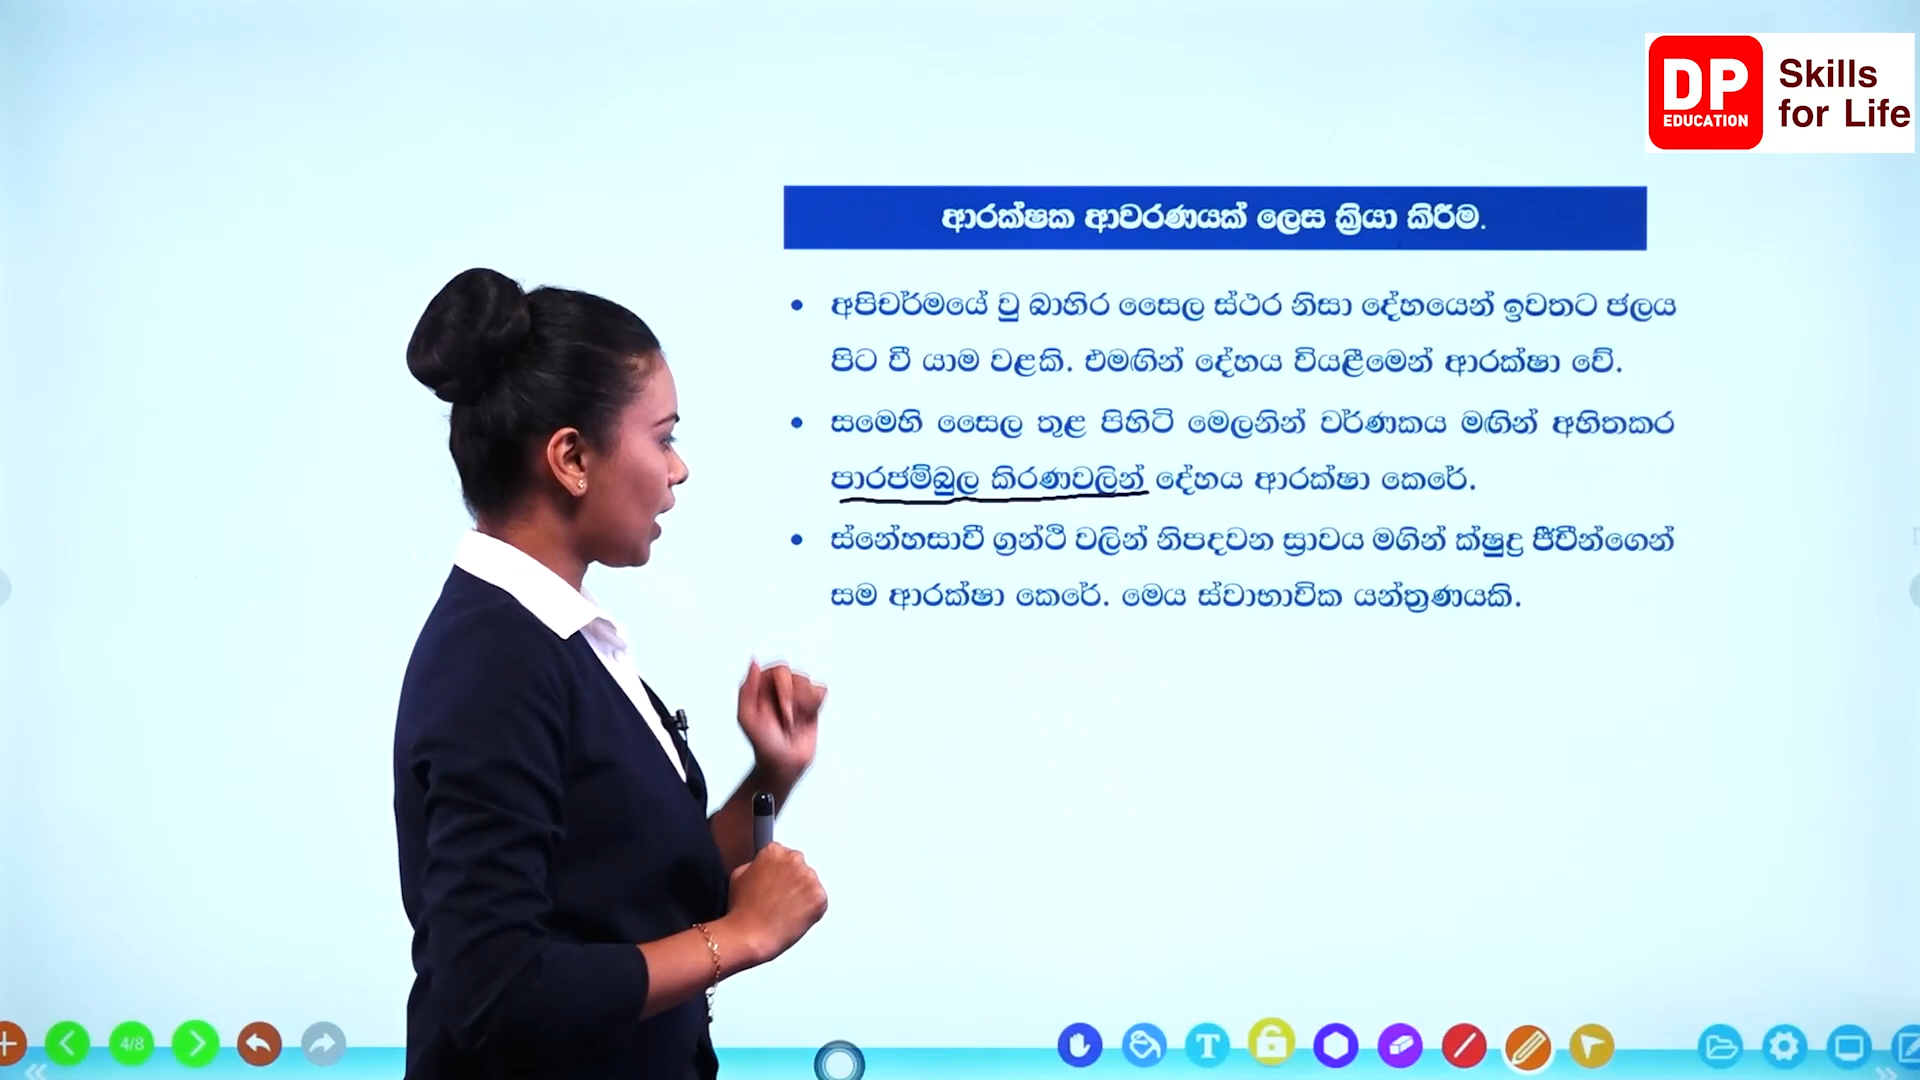 DP
EDUCATION
Skills
for Life
ආරක්ෂක ආවරණයක් ලෙස ක්‍රියා කිරීම.
• අපිචර්මයේ වු බාහිර සෛල ස්ථර නිසා දේහයෙන් ඉවතට ජලය
පිට වී යාම වළකි. එමඟින් දේහය වියළීමෙන් ආරක්ෂා වේ.
• සමෙහි සෛල තුළ පිහිටි මෙලනින් වර්ණකය මඟින් අහිතකර
පාරජම්බුල කිරණවලින් දේහය ආරක්ෂා කෙරේ.
• ස්නේහසාවී ග්‍රන්ථි වලින් නිපදවන ස්‍රාවය මගින් ක්ෂුද්‍ර ජීවීන්ගෙන්
සම ආරක්ෂා කෙරේ. මෙය ස්වාභාවික යන්ත්‍රණයකි.
4/8
T